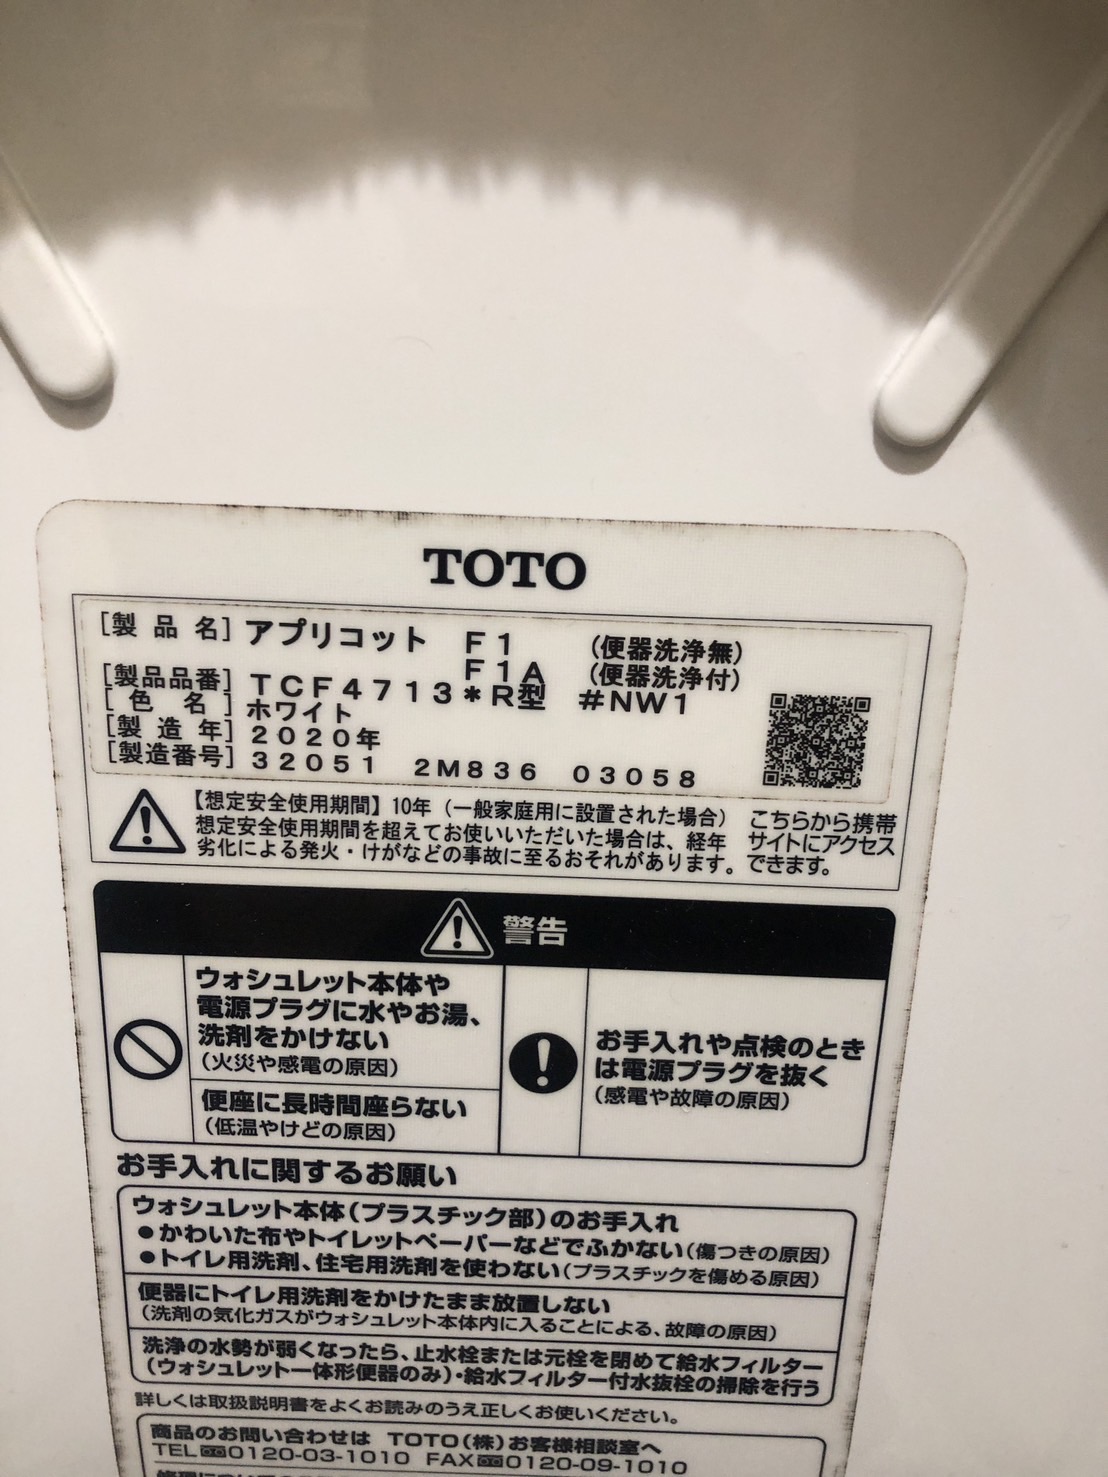 TOTO
[製品名] アプリコット F1 (便器洗浄無)
F1A (便器洗浄付)
[製品品番] TCF4713*R型 #NW1
[色名] ホワイト
[製造年] 2020年
[製造番号] 32051 2M836 03058
【想定安全使用期間】10年（一般家庭用に設置された場合）
想定安全使用期間を超えてお使いいただいた場合は、経年
劣化による発火・けがなどの事故に至るおそれがあります。
こちらから携帯
サイトにアクセス
できます。
警告
ウォシュレット本体や
電源プラグに水やお湯、
洗剤をかけない
(火災や感電の原因)
便座に長時間座らない
(低温やけどの原因)
お手入れや点検のとき
は電源プラグを抜く
(感電や故障の原因)
お手入れに関するお願い
ウォシュレット本体(プラスチック部)のお手入れ
●かわいた布やトイレットペーパーなどでふかない(傷つきの原因)
●トイレ用洗剤、住宅用洗剤を使わない(プラスチックを傷める原因)
便器にトイレ用洗剤をかけたまま放置しない
(洗剤の気化ガスがウォシュレット本体内に入ることによる、故障の原因)
洗浄の水勢が弱くなったら、止水栓または元栓を閉めて給水フィルター
(ウォシュレット一体形便器のみ)・給水フィルター付水抜栓の掃除を行う
詳しくは取扱説明書をよくお読みのうえ正しくお使いください。
商品のお問い合わせは TOTO(株)お客様相談室へ
TEL 0120-03-1010 FAX 0120-09-1010